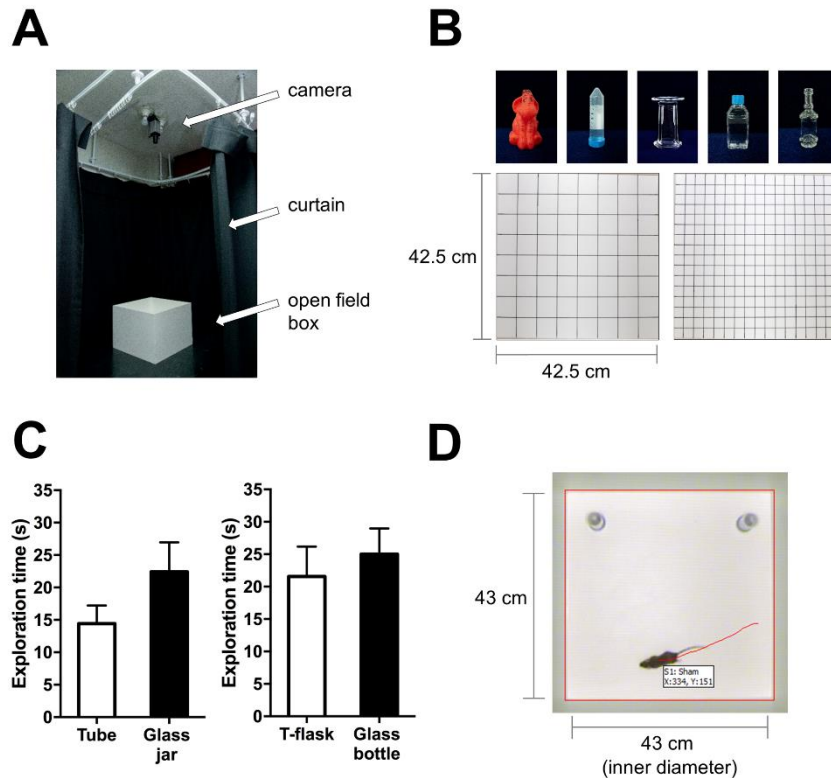 A
camera
curtain
open field
box
B
42.5 cm
42.5 cm
C
Exploration time (s)
35
30
25
20
15
10
5
0
Tube
Glass
jar
Exploration time (s)
35
30
25
20
15
10
5
0
T-flask
Glass
bottle
D
43 cm
S1: Sham
X:334, Y:151
43 cm
(inner diameter)